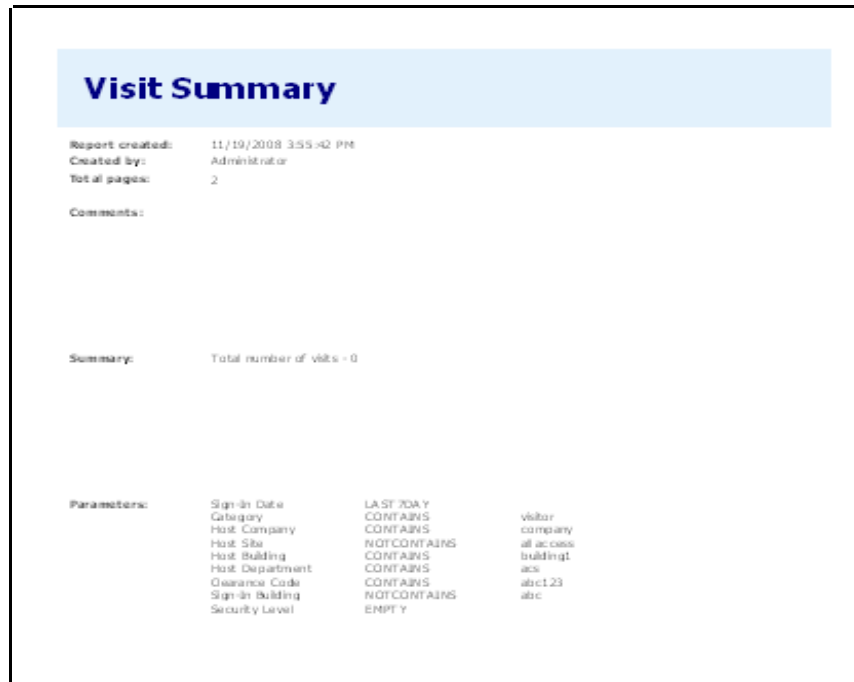 Visit Summary
Report created: 11/19/2008 3:55:42 PM
Created by: Administrator
Total pages: 2
Comments:
Summary: Total number of visits - 0
Parameters: Sign-In Date LAST7DAY
Category CONTAINS visitor
Host Company CONTAINS company
Host Site NOTCONTAINS all access
Host Building CONTAINS building1
Host Department CONTAINS acs
Clearance Code CONTAINS abc123
Sign-In Building NOTCONTAINS abc
Security Level EMPTY